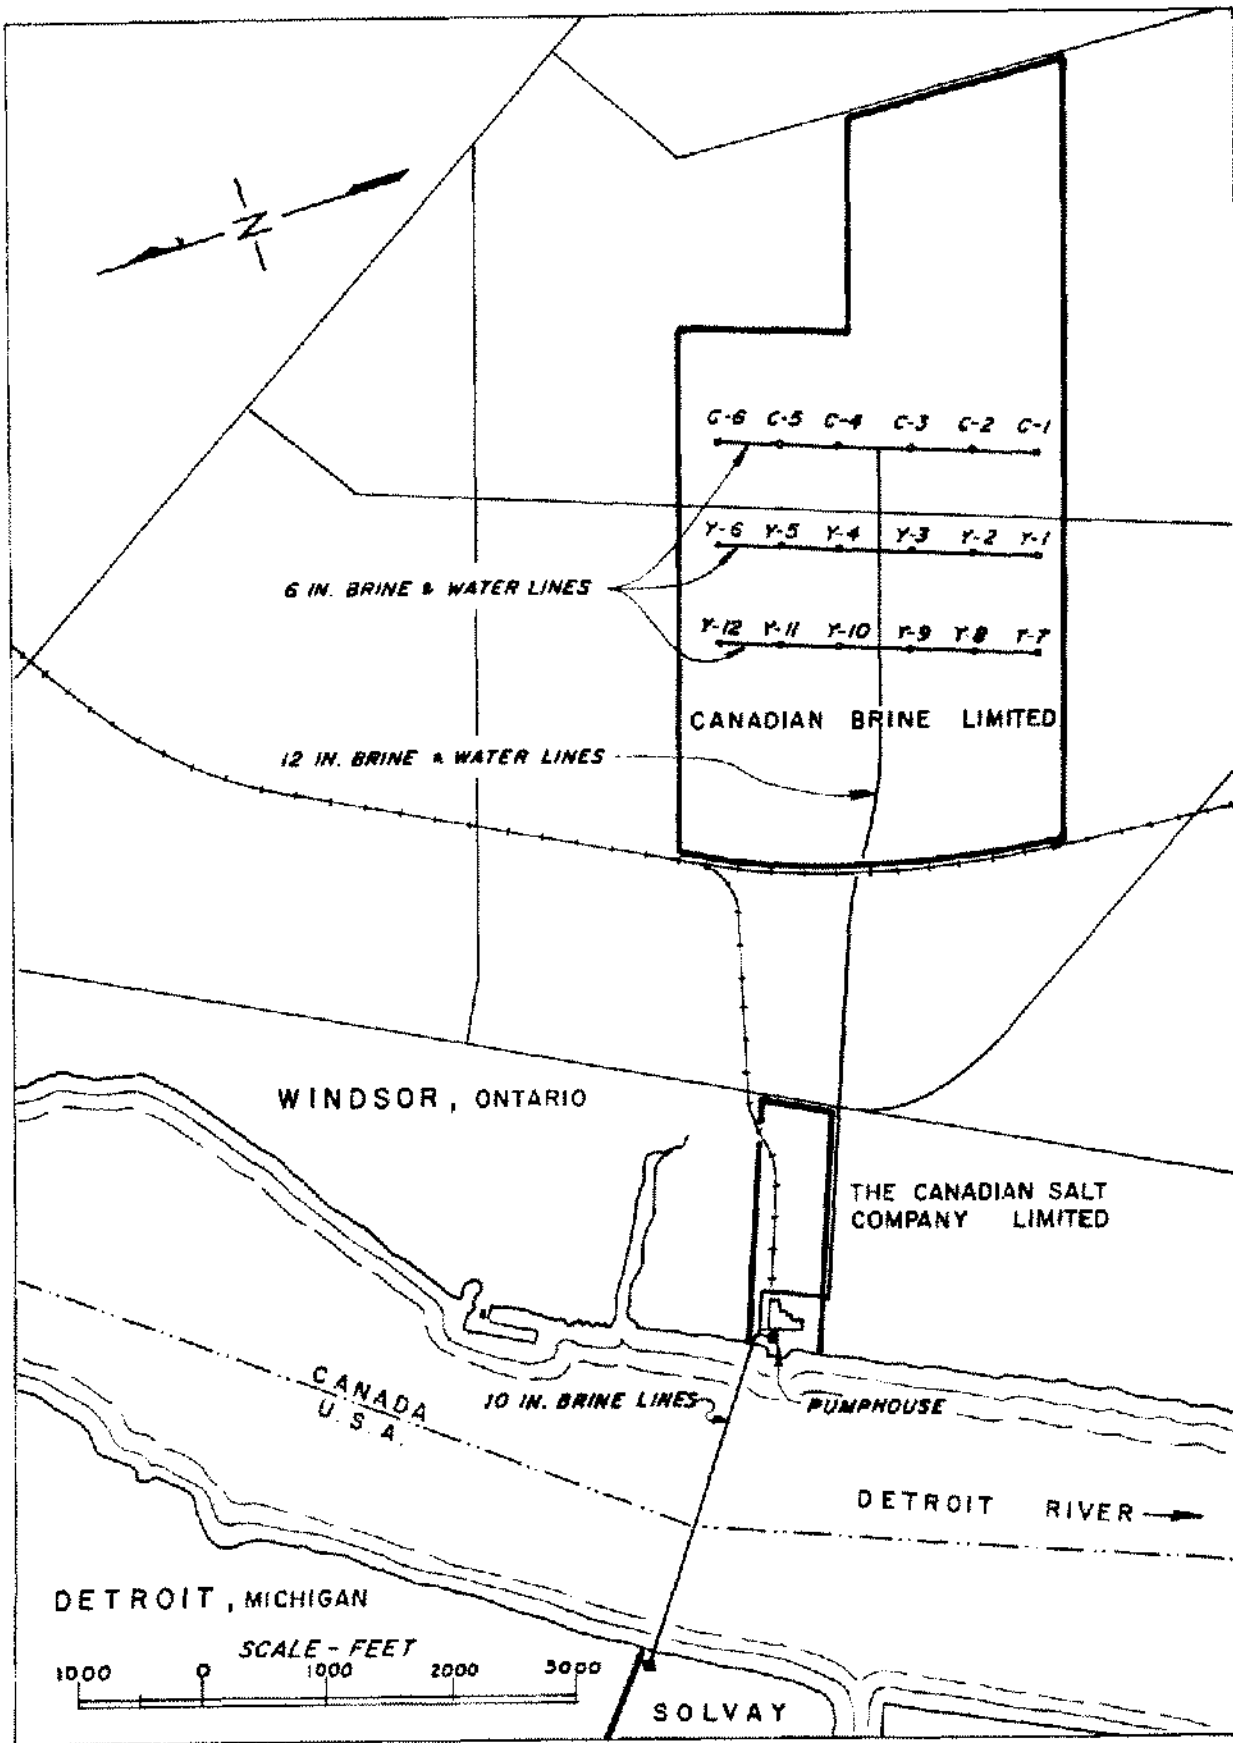 N
C-6 C-5 C-4 C-3 C-2 C-1
Y-6 Y-5 Y-4 Y-3 Y-2 Y-1
6 IN. BRINE & WATER LINES
Y-12 Y-11 Y-10 Y-9 Y-8 Y-7
CANADIAN BRINE LIMITED
12 IN. BRINE & WATER LINES
WINDSOR, ONTARIO
THE CANADIAN SALT
COMPANY LIMITED
CANADA
U. S. A.
10 IN. BRINE LINES
PUMPHOUSE
DETROIT RIVER
DETROIT, MICHIGAN
SCALE - FEET
1000 0 1000 2000 3000
SOLVAY